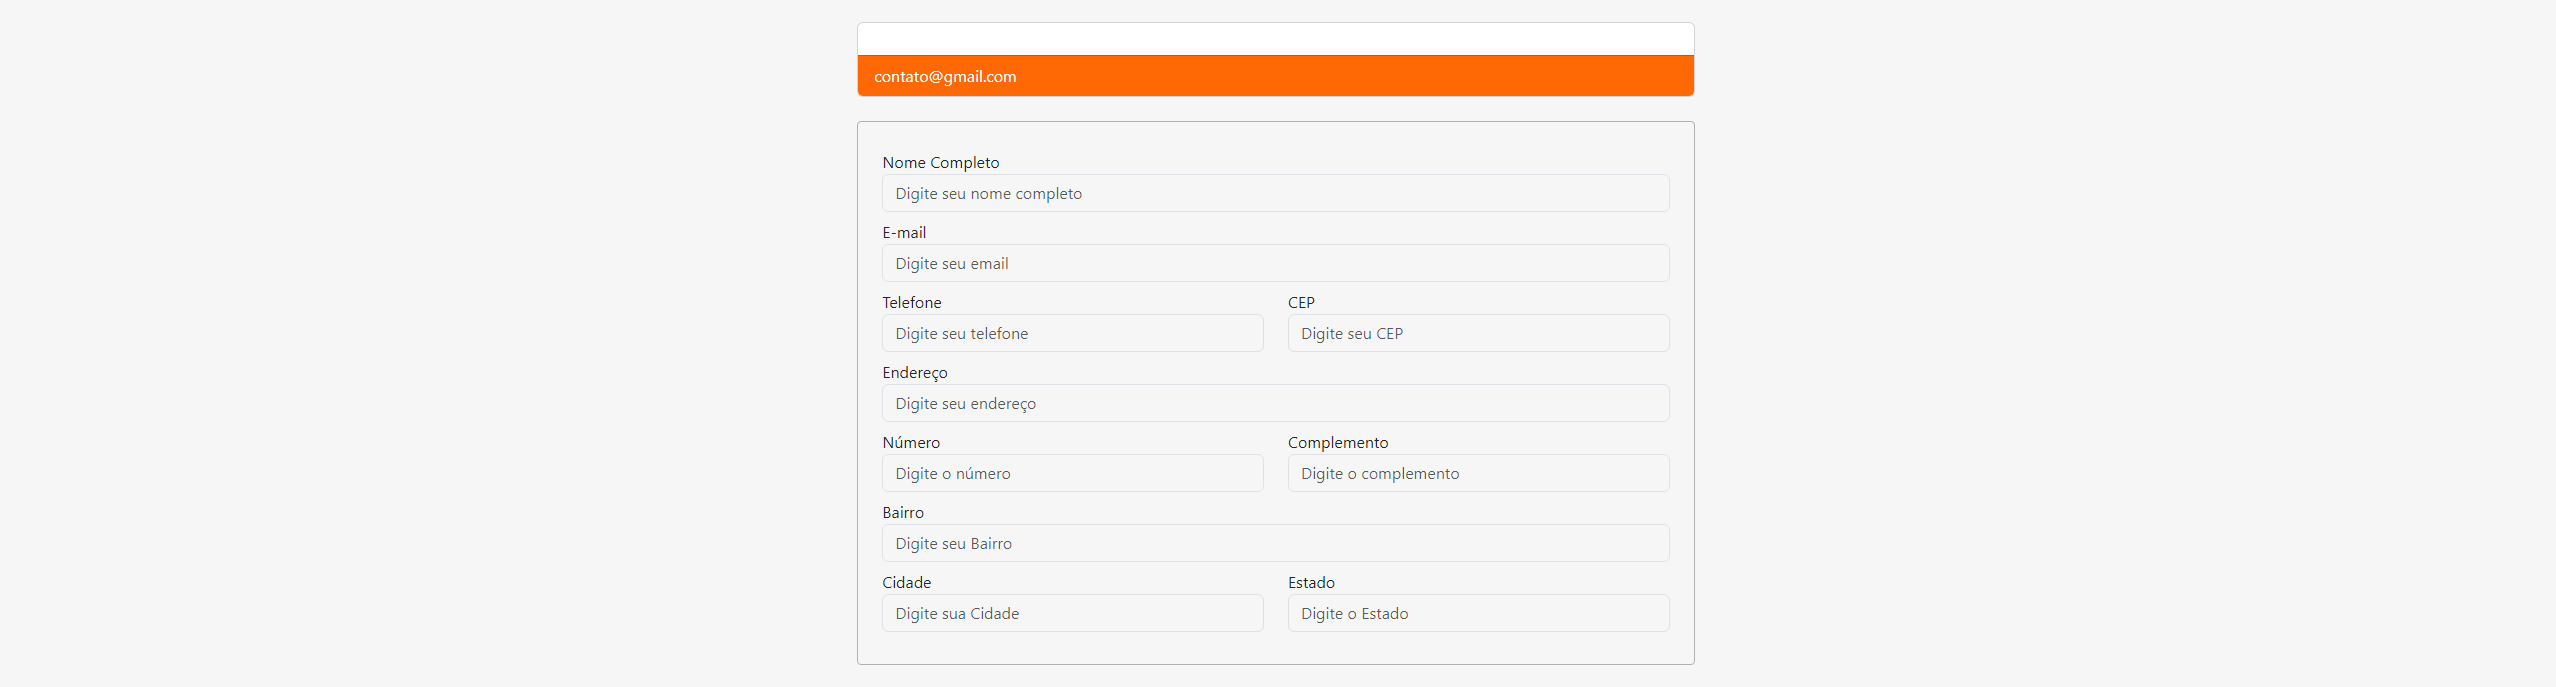 contato@gmail.com
Nome Completo
Digite seu nome completo
E-mail
Digite seu email
Telefone CEP
Digite seu telefone Digite seu CEP
Endereço
Digite seu endereço
Número Complemento
Digite o número Digite o complemento
Bairro
Digite seu Bairro
Cidade Estado
Digite sua Cidade Digite o Estado